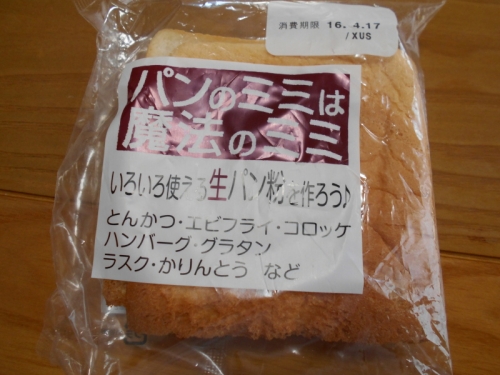 消費期限 16.4.17
/XUS
パンのミミは
魔法のミミ
いろいろ使える生パン粉を作ろう♪
とんかつ・エビフライ・コロッケ
ハンバーグ・グラタン
ラスク・かりんとう など